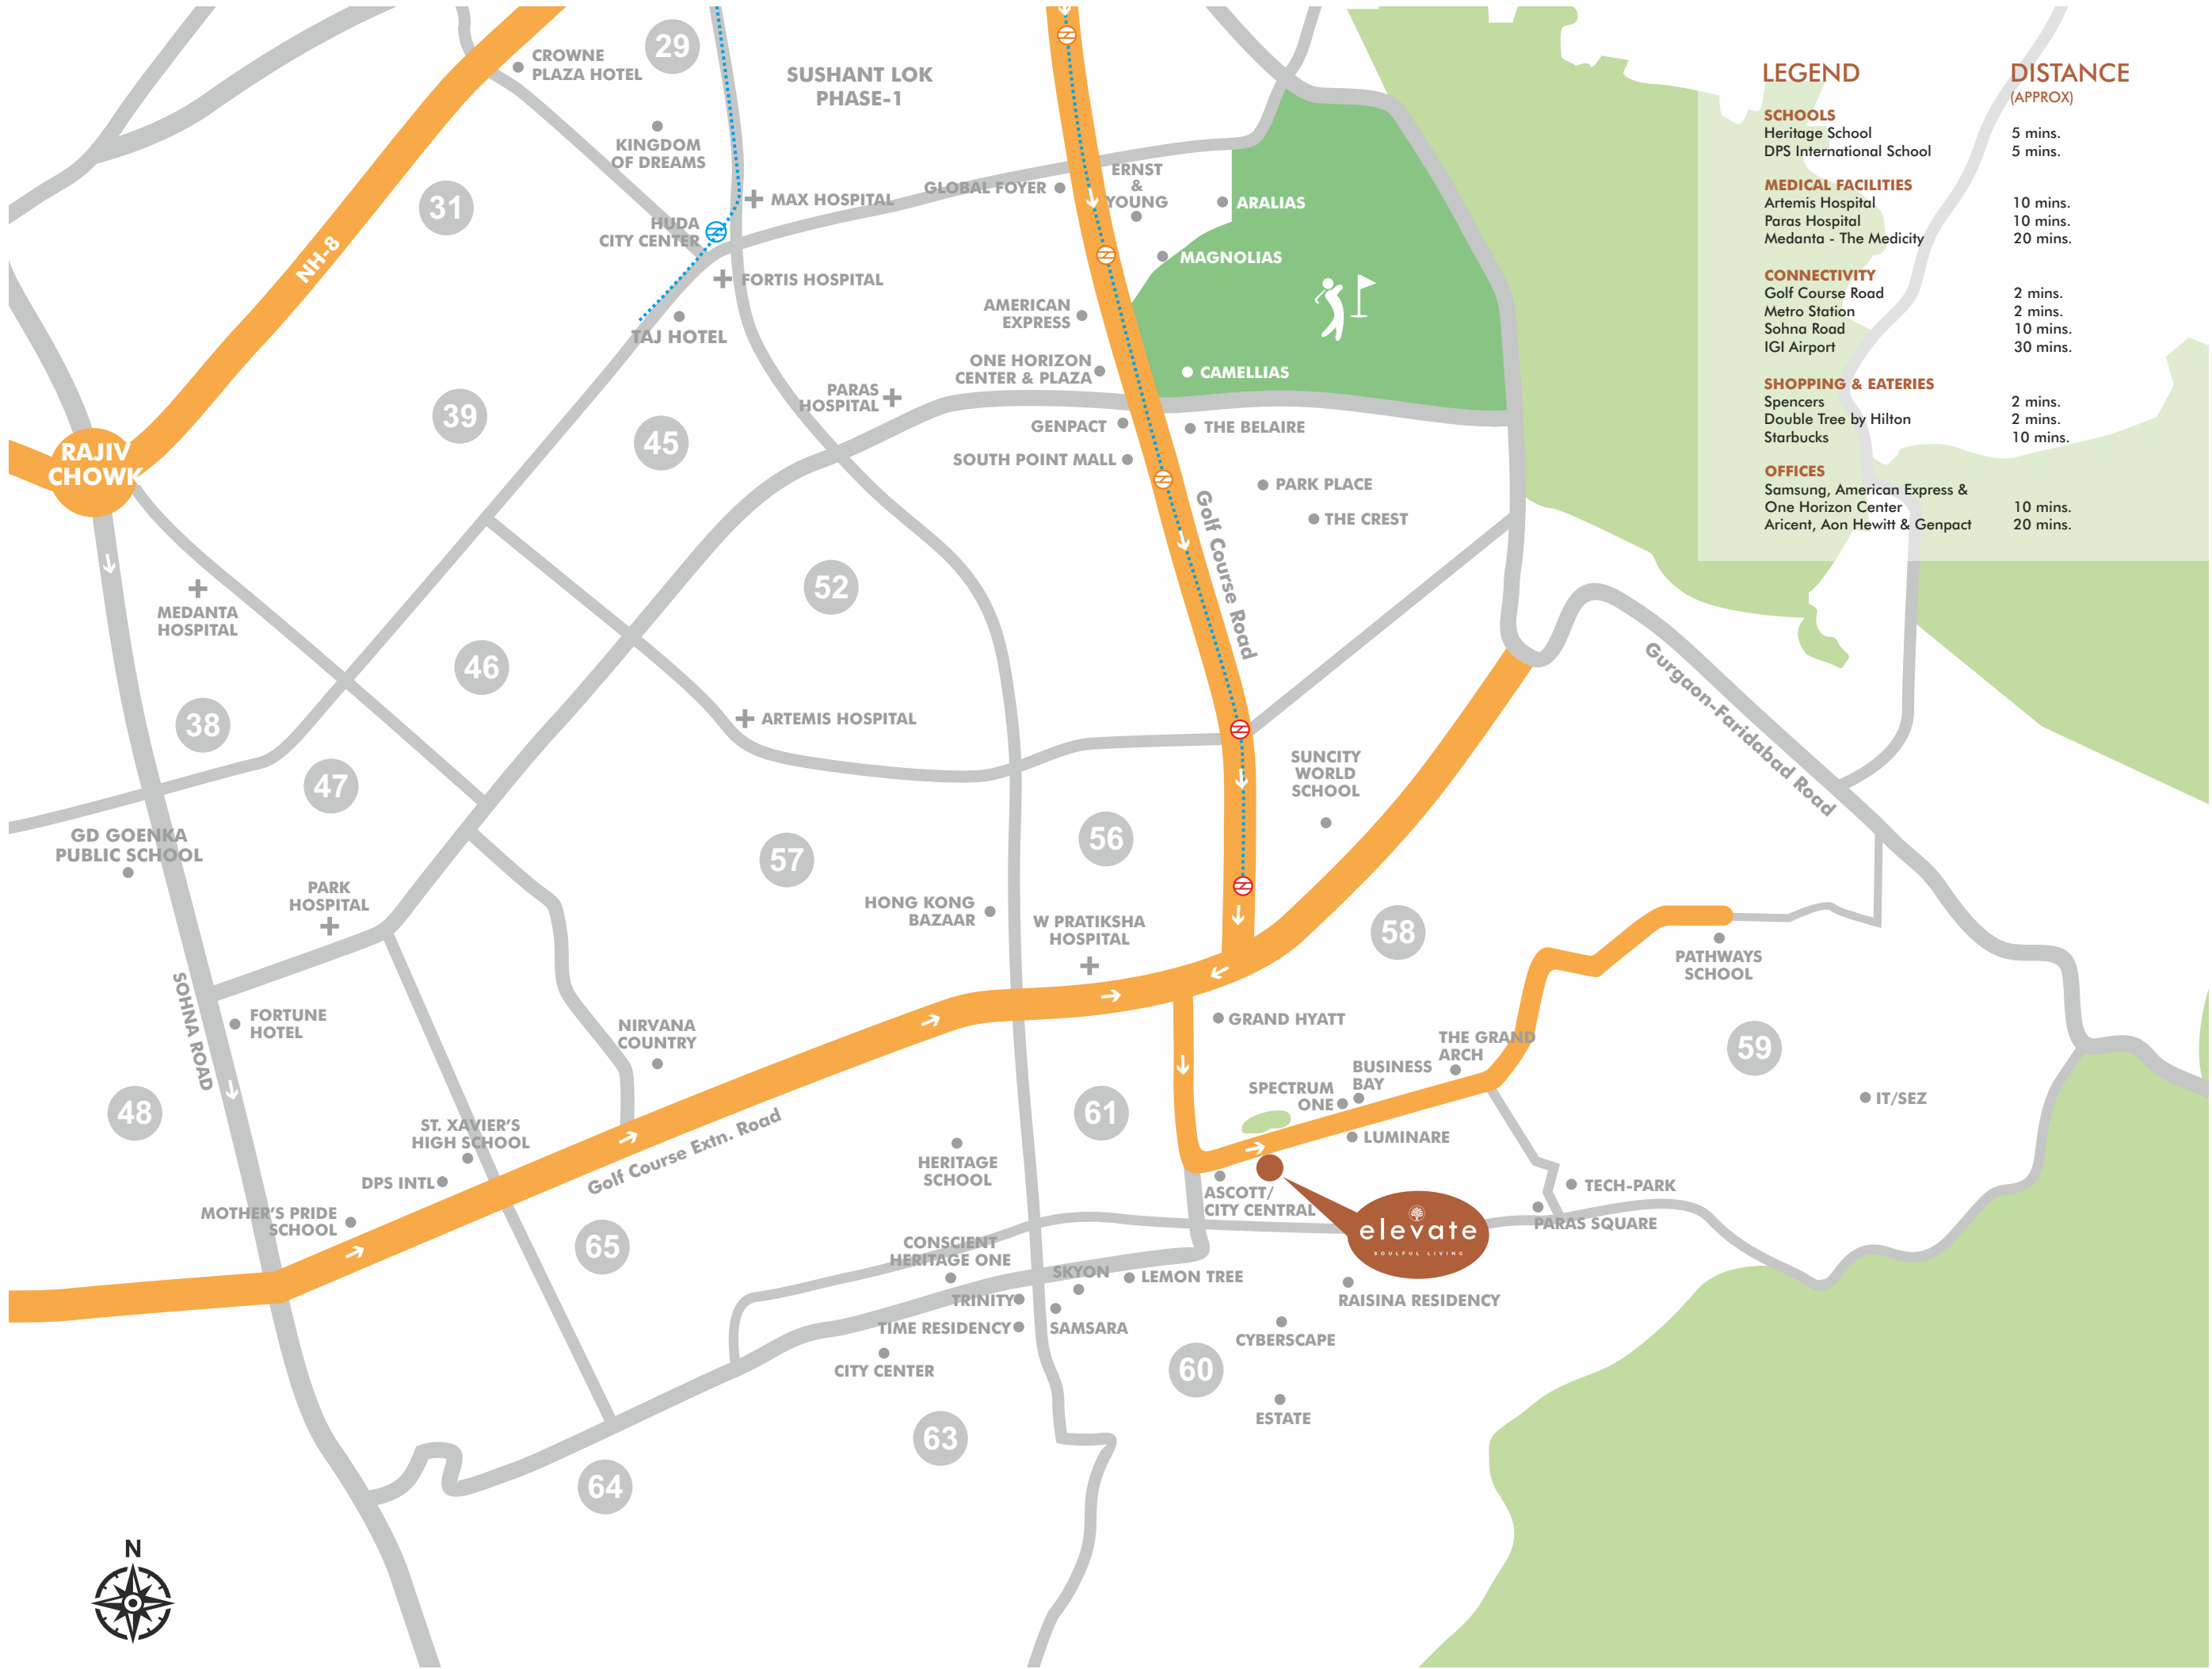 29
CROWNE
PLAZA HOTEL
SUSHANT LOK
PHASE-1
KINGDOM
OF DREAMS
31
NH-8
MAX HOSPITAL
HUDA
CITY CENTER
FORTIS HOSPITAL
TAJ HOTEL
GLOBAL FOYER
ERNST
&
YOUNG
ARALIAS
MAGNOLIAS
AMERICAN
EXPRESS
ONE HORIZON
CENTER & PLAZA
CAMELLIAS
PARAS
HOSPITAL
39
45
RAJIV
CHOWK
GENPACT
THE BELAIRE
SOUTH POINT MALL
PARK PLACE
THE CREST
Golf Course Road
LEGEND
DISTANCE
(APPROX)
SCHOOLS
Heritage School 5 mins.
DPS International School 5 mins.
MEDICAL FACILITIES
Artemis Hospital 10 mins.
Paras Hospital 10 mins.
Medanta - The Medicity 20 mins.
CONNECTIVITY
Golf Course Road 2 mins.
Metro Station 2 mins.
Sohna Road 10 mins.
IGI Airport 30 mins.
SHOPPING & EATERIES
Spencers 2 mins.
Double Tree by Hilton 2 mins.
Starbucks 10 mins.
OFFICES
Samsung, American Express &
One Horizon Center 10 mins.
Aricent, Aon Hewitt & Genpact 20 mins.
52
MEDANTA
HOSPITAL
46
38
ARTEMIS HOSPITAL
Gurgaon-Faridabad Road
47
SUNCITY
WORLD
SCHOOL
GD GOENKA
PUBLIC SCHOOL
57
56
PARK
HOSPITAL
HONG KONG
BAZAAR
W PRATIKSHA
HOSPITAL
58
PATHWAYS
SCHOOL
SOHNA ROAD
FORTUNE
HOTEL
NIRVANA
COUNTRY
GRAND HYATT
THE GRAND
ARCH
59
BUSINESS
BAY
SPECTRUM
ONE
IT/SEZ
48
61
ST. XAVIER'S
HIGH SCHOOL
Golf Course Extn. Road
LUMINARE
HERITAGE
SCHOOL
DPS INTL
ASCOTT/
CITY CENTRAL
TECH-PARK
MOTHER'S PRIDE
SCHOOL
PARAS SQUARE
elevate
SOULFUL LIVING
65
CONSCIENT
HERITAGE ONE
SKYON
LEMON TREE
TRINITY
RAISINA RESIDENCY
TIME RESIDENCY
SAMSARA
CYBERSCAPE
CITY CENTER
60
ESTATE
63
64
N